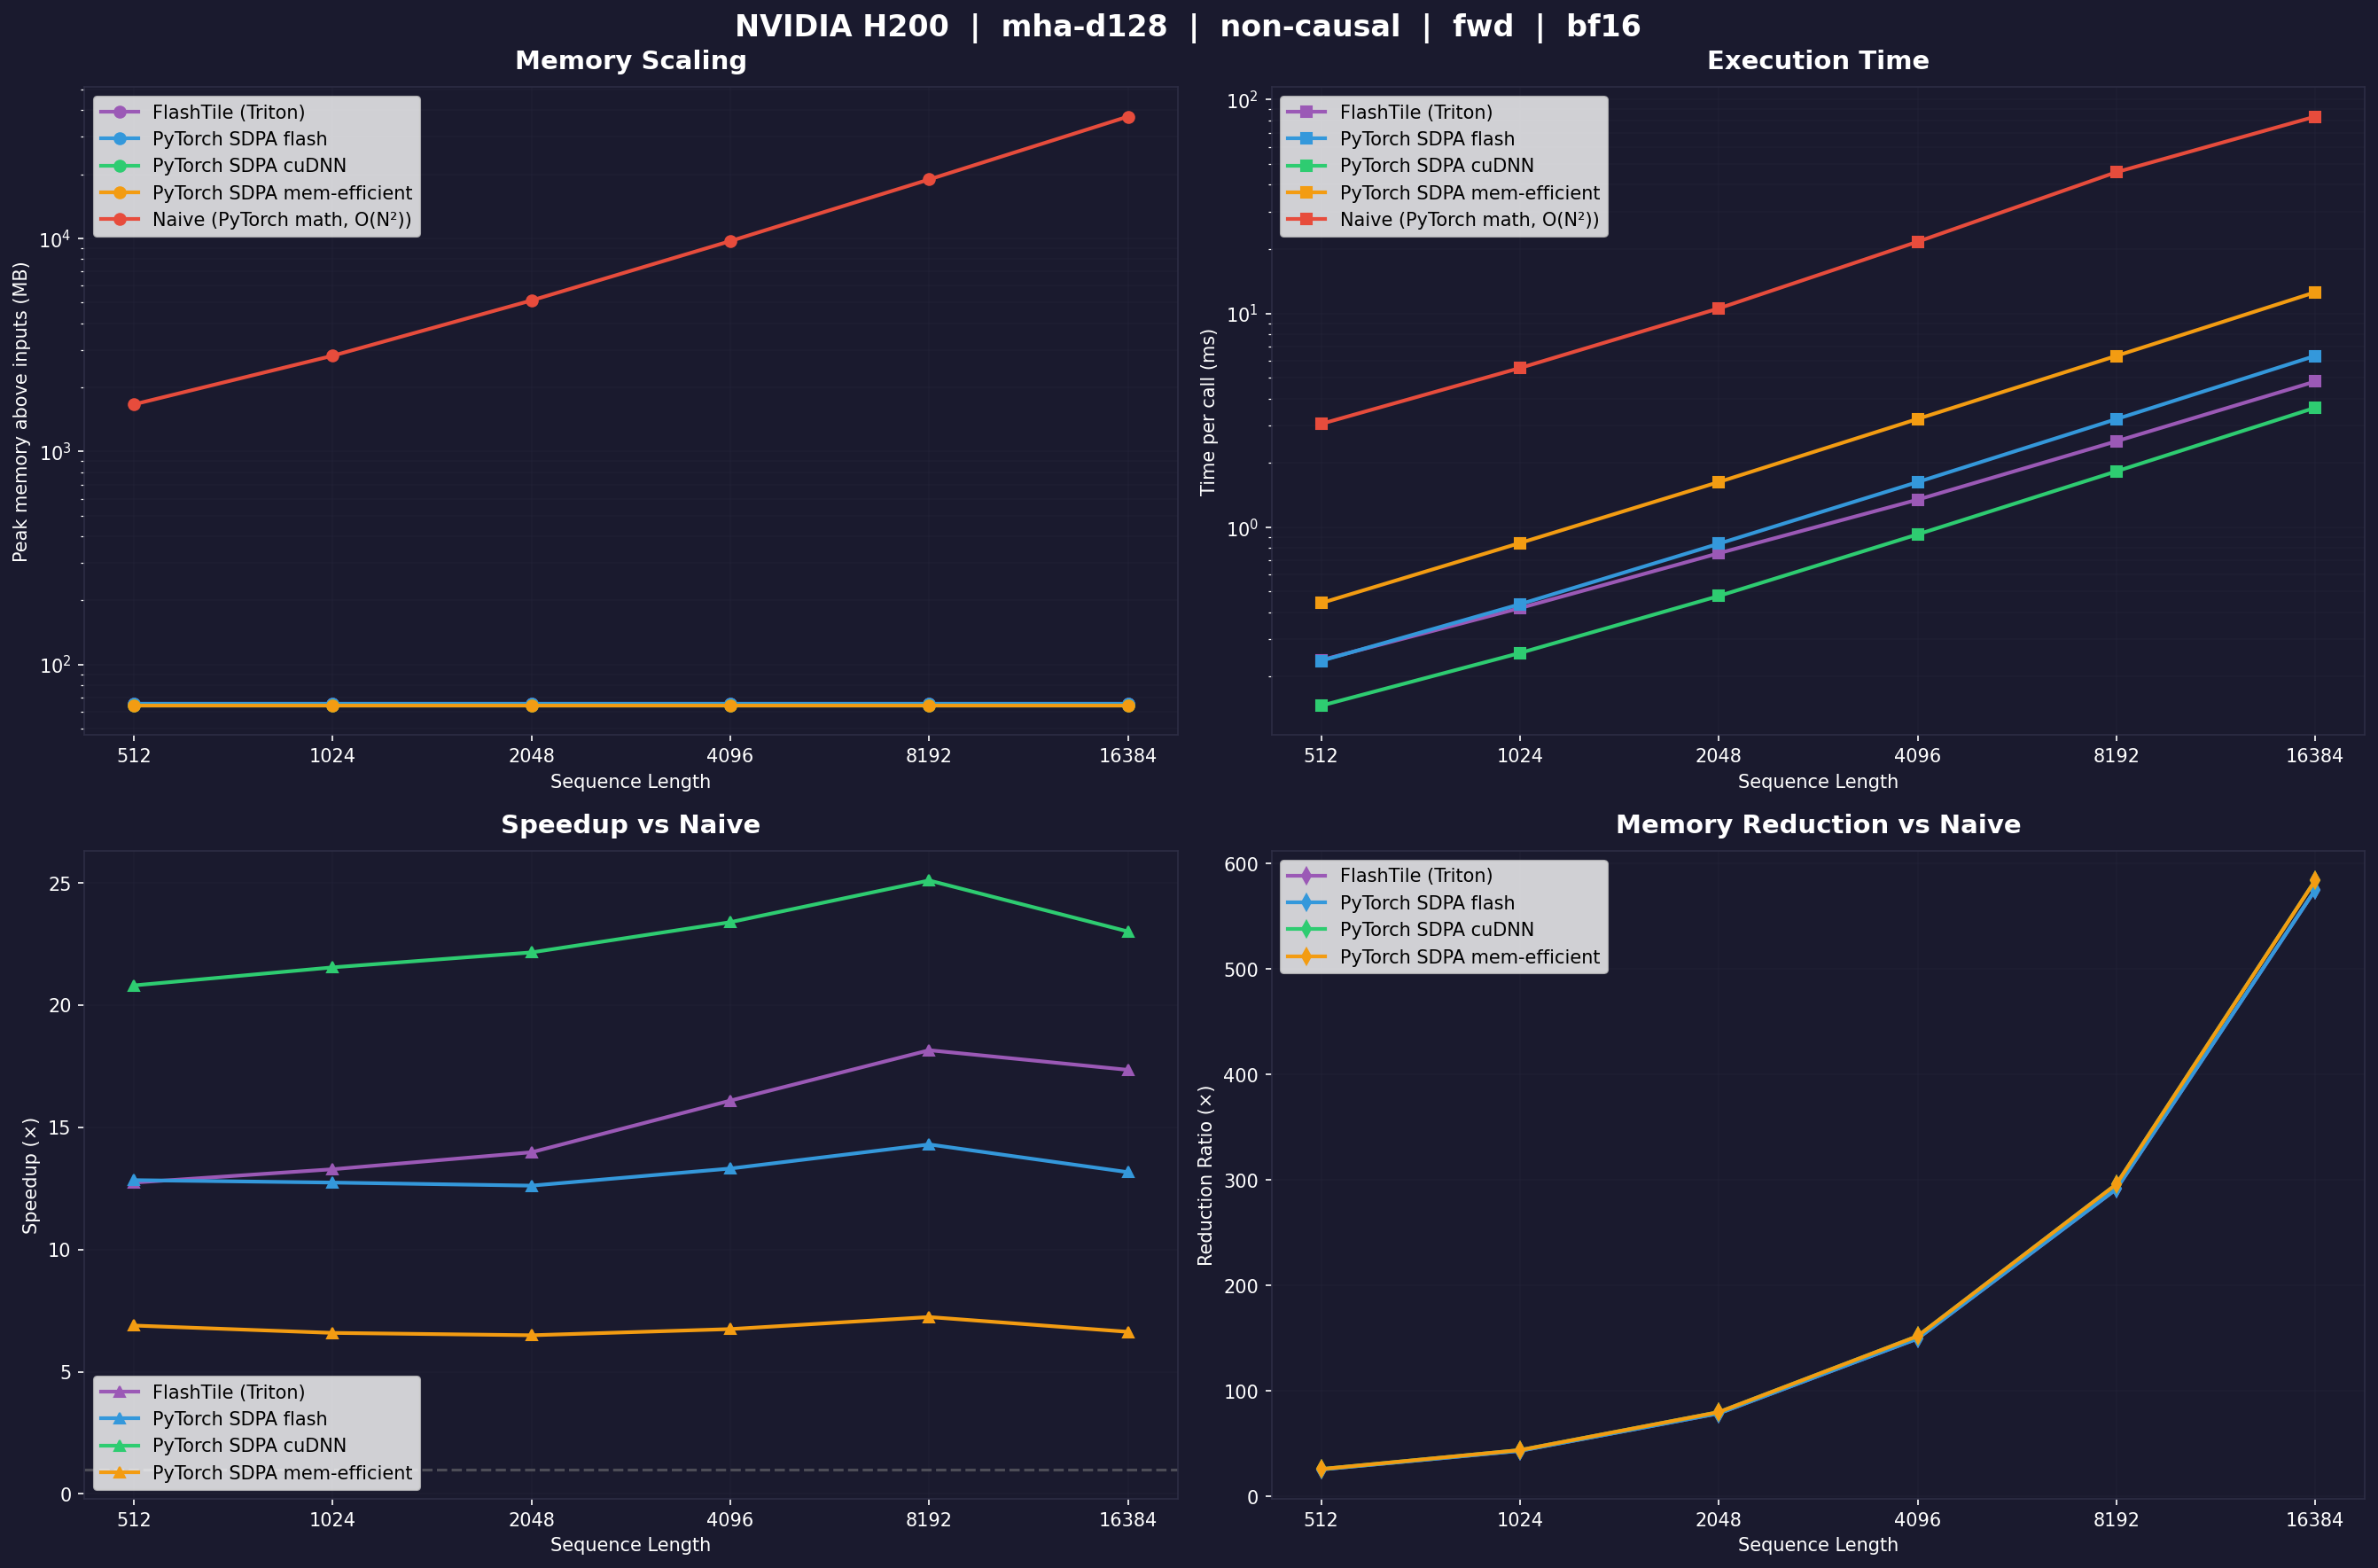 NVIDIA H200 | mha-d128 | non-causal | fwd | bf16
Memory Scaling
FlashTile (Triton)
PyTorch SDPA flash
PyTorch SDPA cuDNN
PyTorch SDPA mem-efficient
Naive (PyTorch math, O(N²))
Peak memory above inputs (MB)
10⁴
10³
10²
512 1024 2048 4096 8192 16384
Sequence Length
Execution Time
FlashTile (Triton)
PyTorch SDPA flash
PyTorch SDPA cuDNN
PyTorch SDPA mem-efficient
Naive (PyTorch math, O(N²))
Time per call (ms)
10²
10¹
10⁰
512 1024 2048 4096 8192 16384
Sequence Length
Speedup vs Naive
Speedup (×)
25
20
15
10
5
0
FlashTile (Triton)
PyTorch SDPA flash
PyTorch SDPA cuDNN
PyTorch SDPA mem-efficient
512 1024 2048 4096 8192 16384
Sequence Length
Memory Reduction vs Naive
FlashTile (Triton)
PyTorch SDPA flash
PyTorch SDPA cuDNN
PyTorch SDPA mem-efficient
Reduction Ratio (×)
600
500
400
300
200
100
0
512 1024 2048 4096 8192 16384
Sequence Length